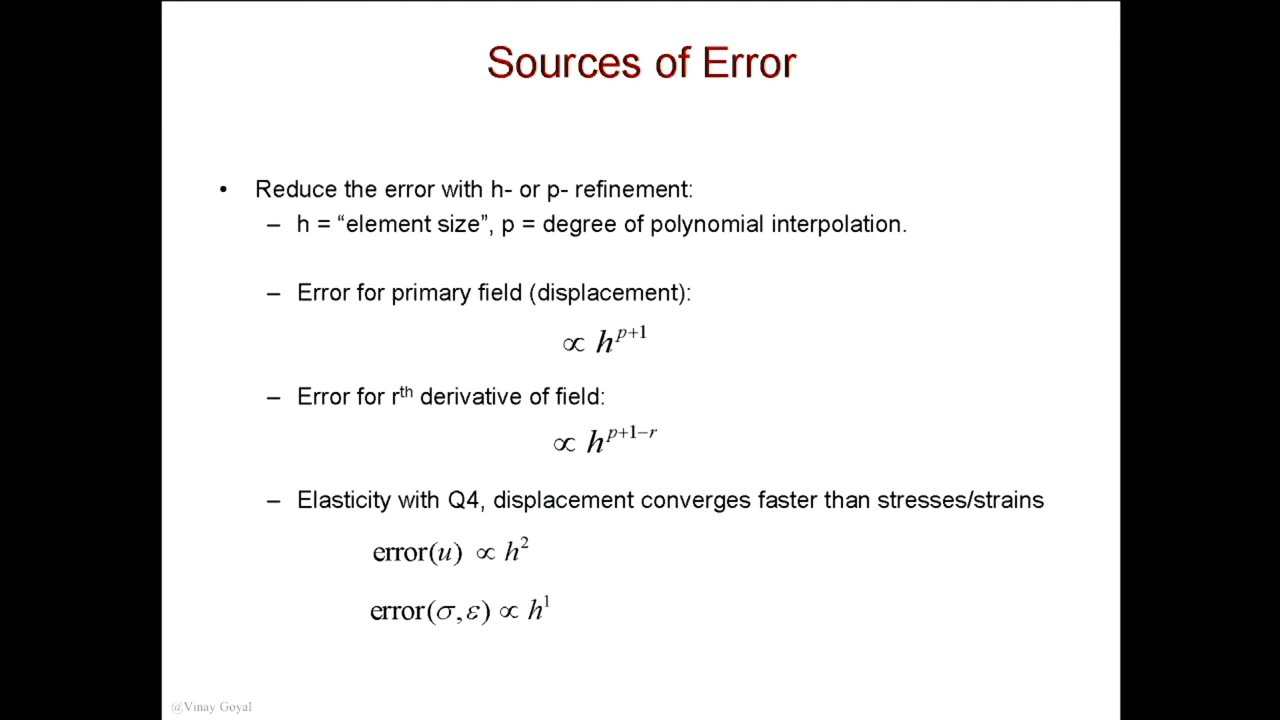 Sources of Error
• Reduce the error with h- or p- refinement:
– h = “element size”, p = degree of polynomial interpolation.
– Error for primary field (displacement):
∝ h^{p+1}
– Error for r^{th} derivative of field:
∝ h^{p+1−r}
– Elasticity with Q4, displacement converges faster than stresses/strains
error(u) ∝ h^2
error(σ,ε) ∝ h^1
@Vinay Goyal